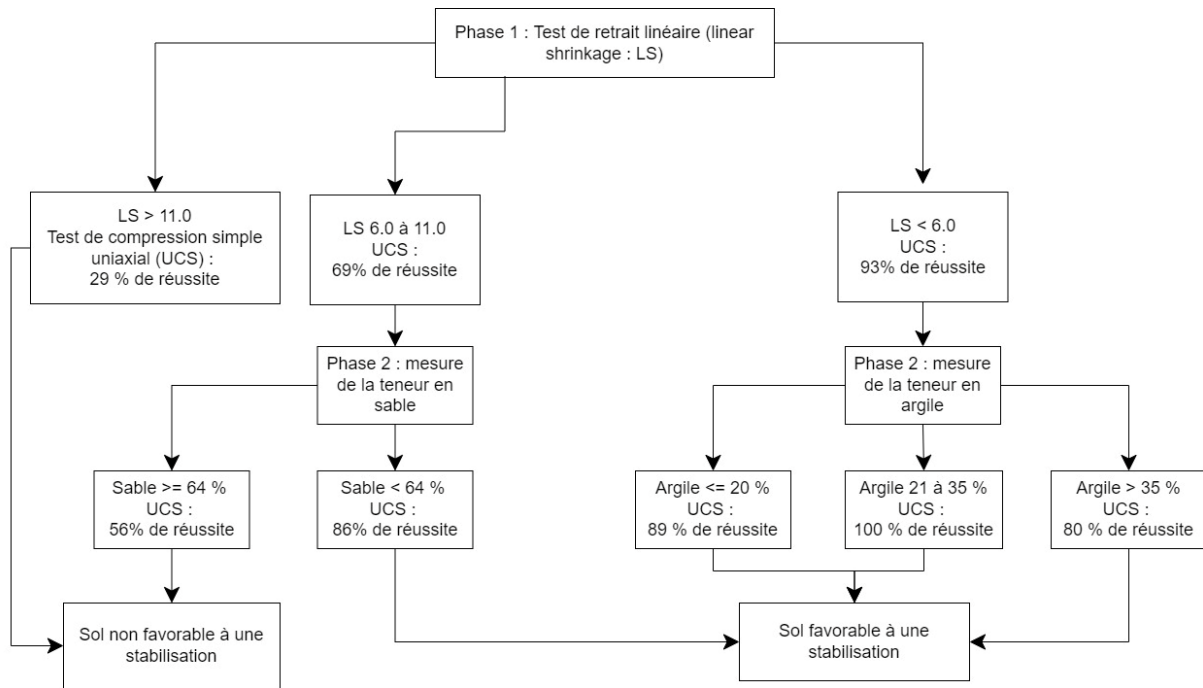 Phase 1 : Test de retrait linéaire (linear
shrinkage : LS)
LS > 11.0
Test de compression simple
uniaxial (UCS) :
29 % de réussite
LS 6.0 à 11.0
UCS :
69% de réussite
LS < 6.0
UCS :
93% de réussite
Phase 2 : mesure
de la teneur en
sable
Phase 2 : mesure
de la teneur en
argile
Sable >= 64 %
UCS :
56% de réussite
Sable < 64 %
UCS :
86% de réussite
Argile <= 20 %
UCS :
89 % de réussite
Argile 21 à 35 %
UCS :
100 % de réussite
Argile > 35 %
UCS :
80 % de réussite
Sol non favorable à une
stabilisation
Sol favorable à une
stabilisation